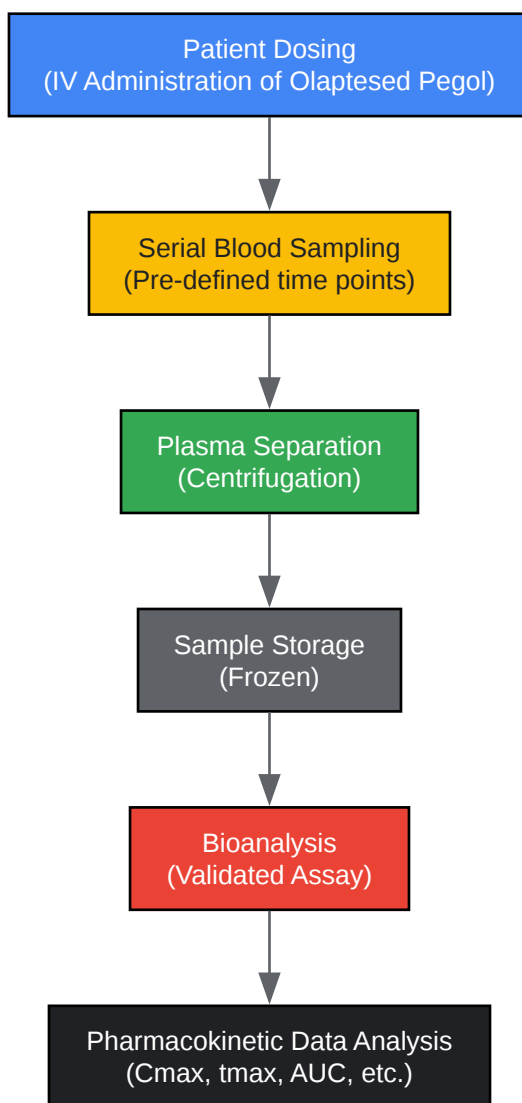 Patient Dosing
(IV Administration of Olaptesed Pegol)
Serial Blood Sampling
(Pre-defined time points)
Plasma Separation
(Centrifugation)
Sample Storage
(Frozen)
Bioanalysis
(Validated Assay)
Pharmacokinetic Data Analysis
(Cmax, tmax, AUC, etc.)